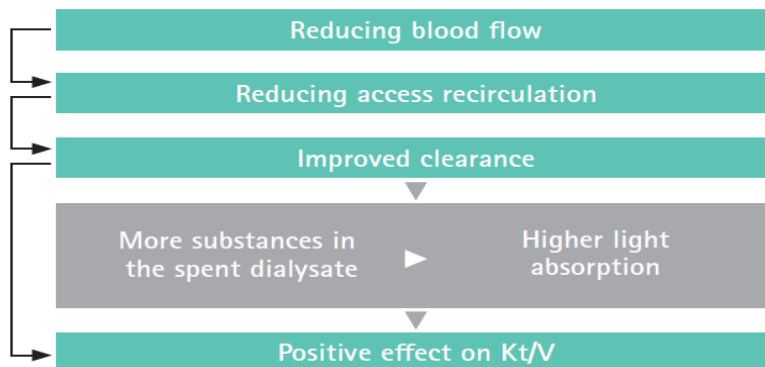 Reducing blood flow
Reducing access recirculation
Improved clearance
More substances in
the spent dialysate
Higher light
absorption
Positive effect on Kt/V